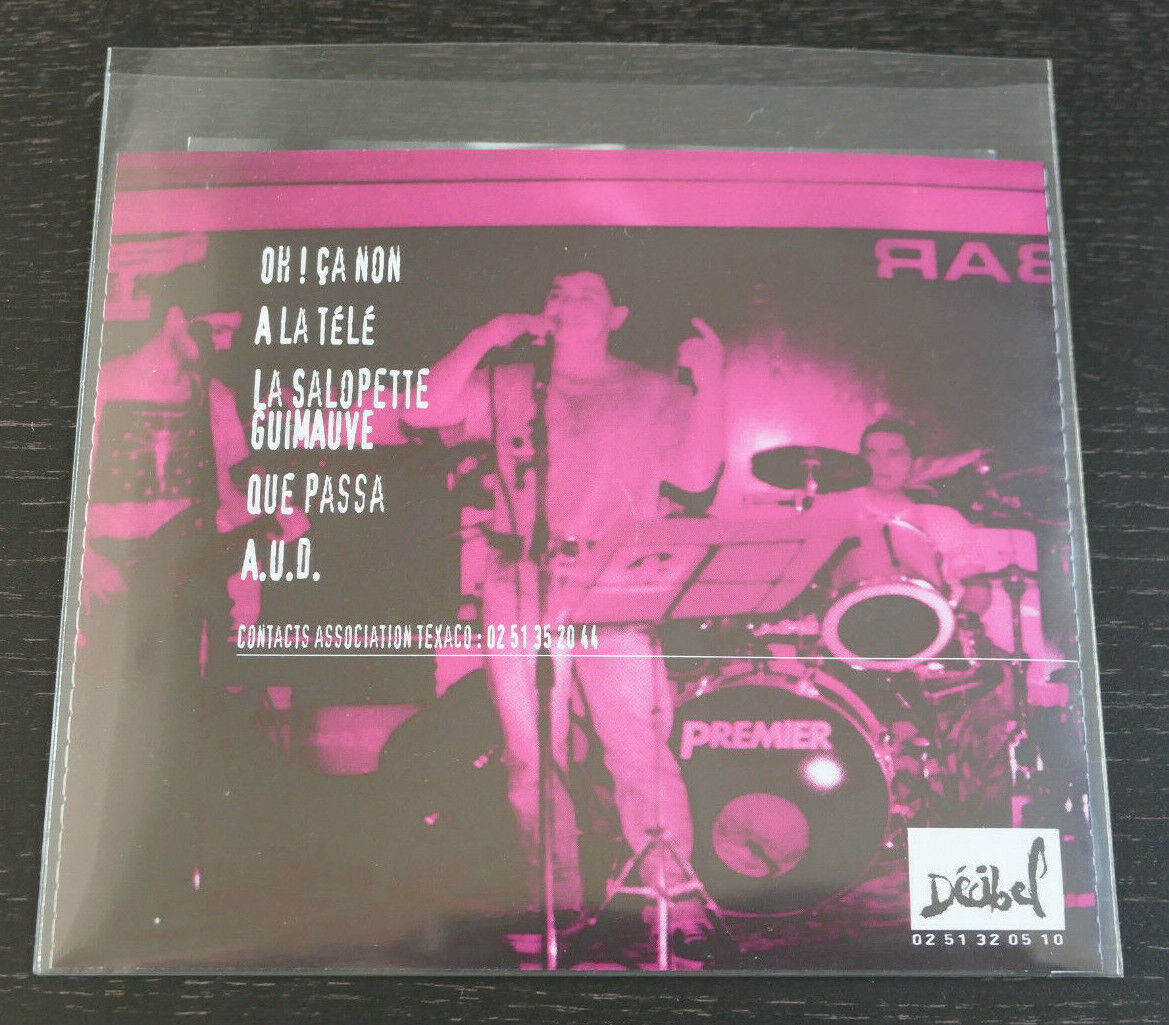 BAR
OH ! ÇA NON
A LA TÉLÉ
LA SALOPETTE
GUIMAUVE
QUE PASSA
A.U.D.
CONTACTS ASSOCIATION TEXACO : 02 51 35 20 44
PREMIER
Décibel
02 51 32 05 10